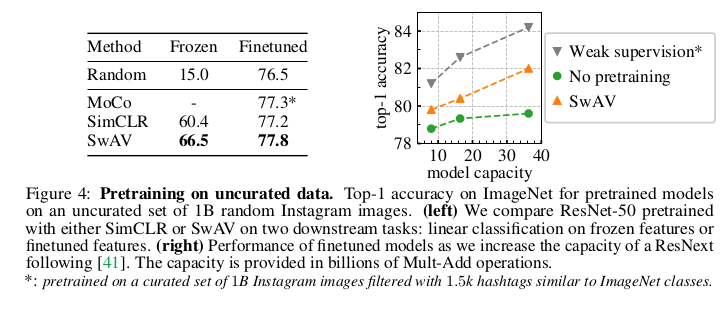 Method Frozen Finetuned
Random 15.0 76.5
MoCo - 77.3*
SimCLR 60.4 77.2
SwAV 66.5 77.8
top-1 accuracy
84
82
80
78
10 20 30 40
model capacity
Weak supervision*
No pretraining
SwAV
Figure 4: Pretraining on uncurated data. Top-1 accuracy on ImageNet for pretrained models
on an uncurated set of 1B random Instagram images. (left) We compare ResNet-50 pretrained
with either SimCLR or SwAV on two downstream tasks: linear classification on frozen features or
finetuned features. (right) Performance of finetuned models as we increase the capacity of a ResNext
following [41]. The capacity is provided in billions of Mult-Add operations.
*: pretrained on a curated set of 1B Instagram images filtered with 1.5k hashtags similar to ImageNet classes.